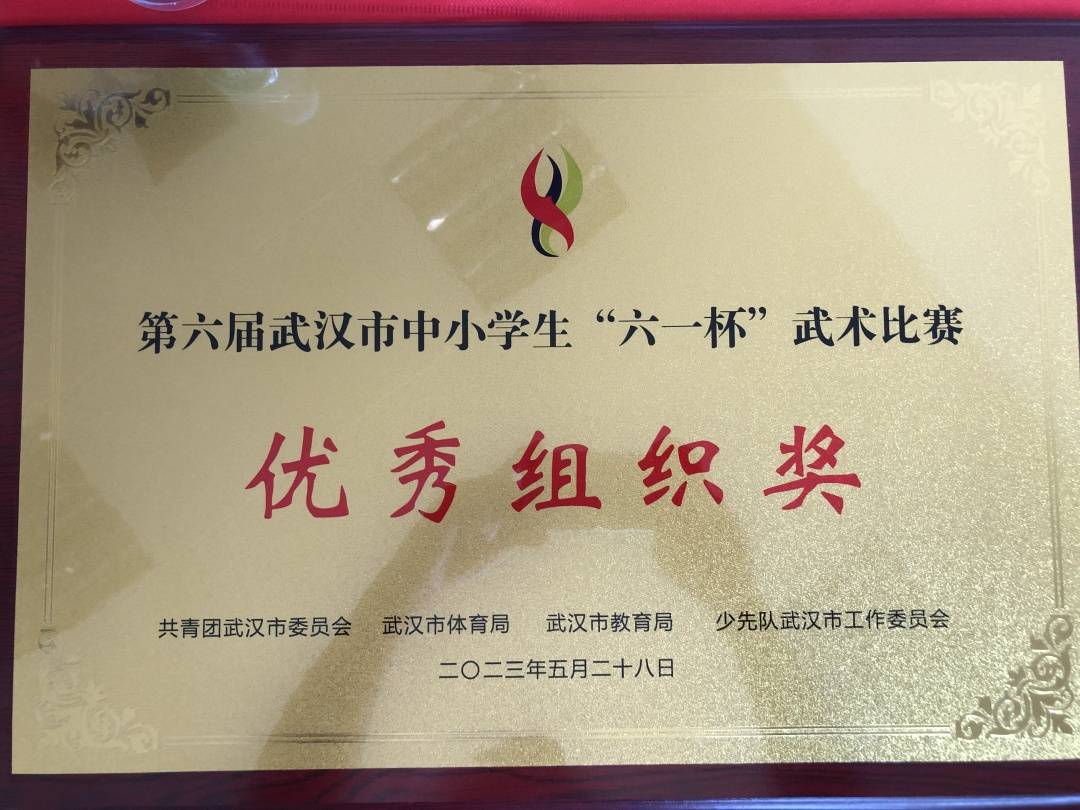 第六届武汉市中小学生“六一杯”武术比赛
优秀组织奖
共青团武汉市委员会 武汉市体育局 武汉市教育局 少先队武汉市工作委员会
二〇二三年五月二十八日